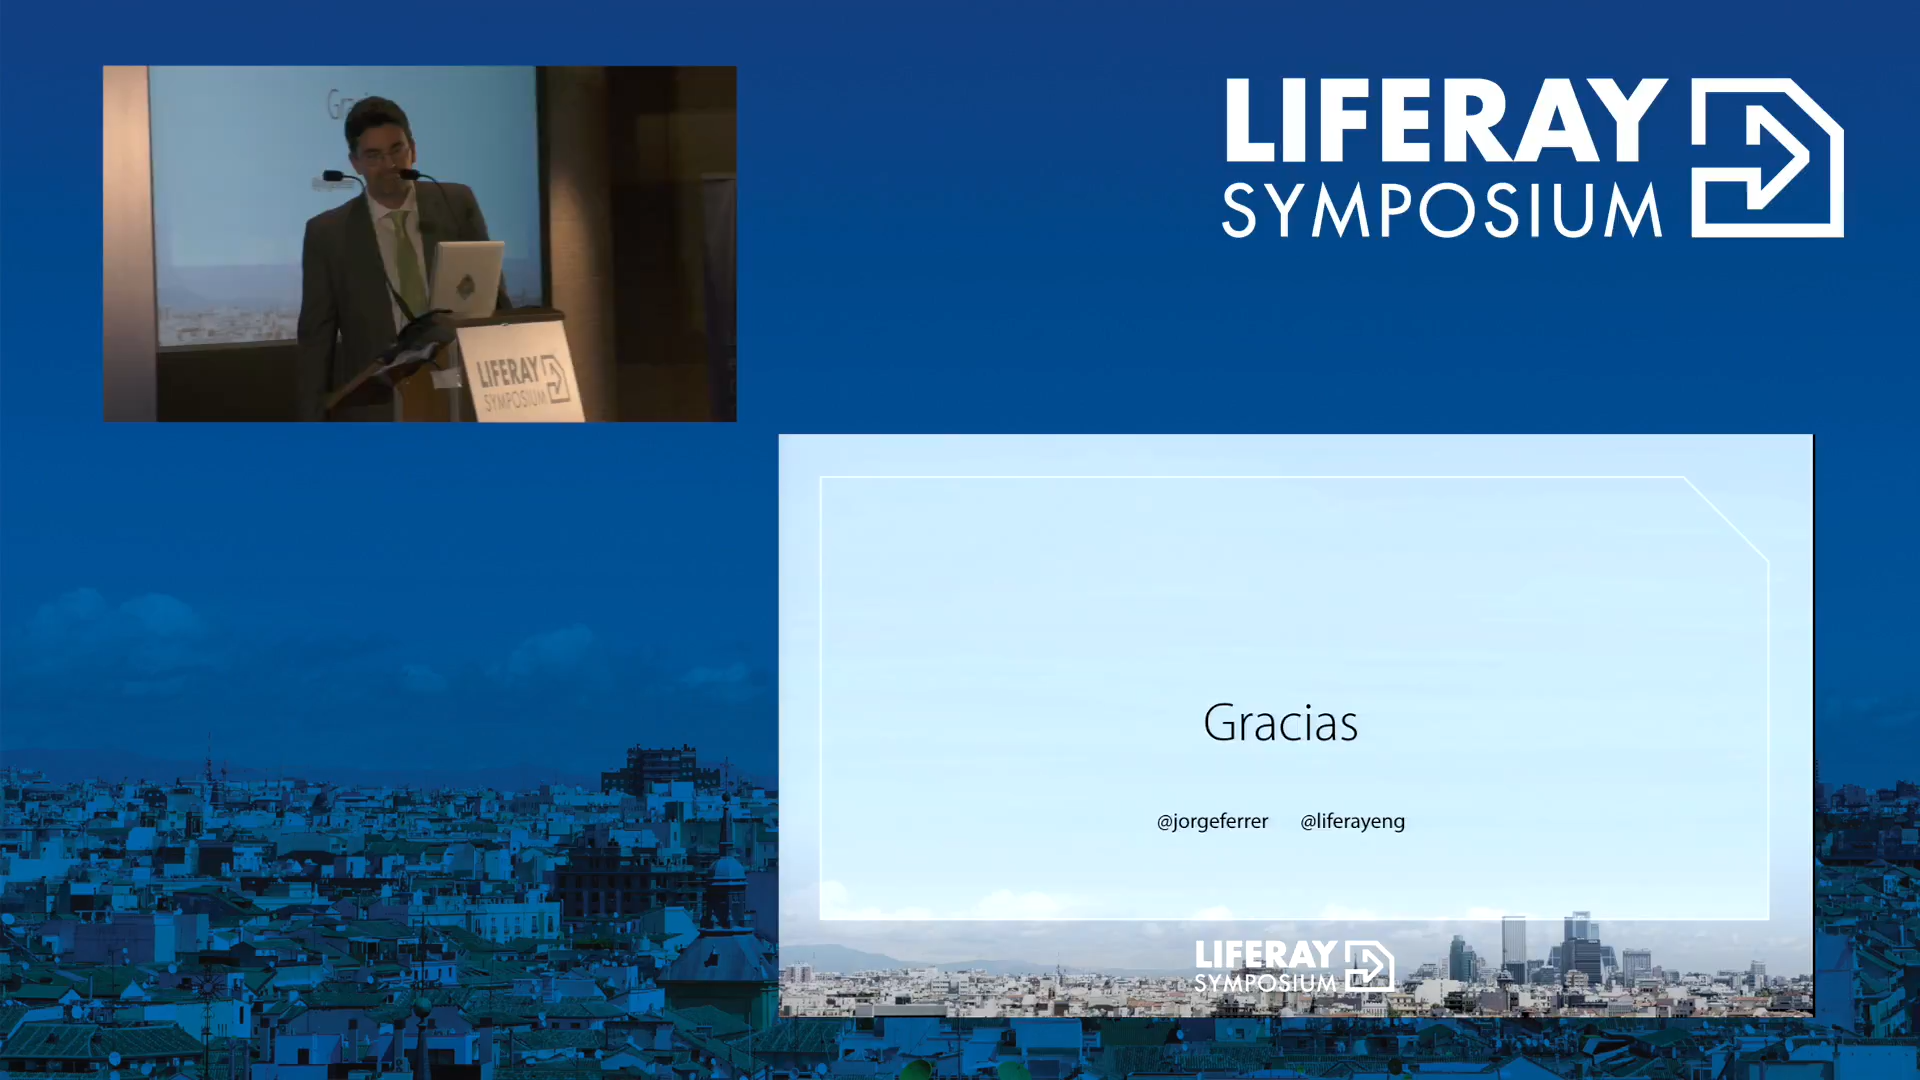 LIFERAY
SYMPOSIUM
LIFERAY
SYMPOSIUM
Gracias
@jorgeferrer @liferayeng
LIFERAY
SYMPOSIUM